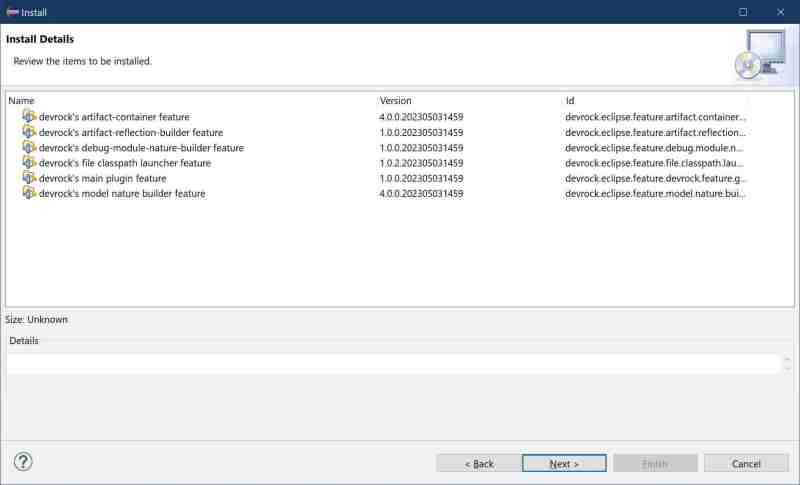 Install
Install Details
Review the items to be installed.
Name Version Id
devrock's artifact-container feature 4.0.0.202305031459 devrock.eclipse.feature.artifact.container...
devrock's artifact-reflection-builder feature 1.0.0.202305031459 devrock.eclipse.feature.artifact.reflection...
devrock's debug-module-nature-builder feature 1.0.0.202305031459 devrock.eclipse.feature.debug.module.n...
devrock's file classpath launcher feature 1.0.2.202305031459 devrock.eclipse.feature.file.classpath.lau...
devrock's main plugin feature 1.0.0.202305031459 devrock.eclipse.feature.devrock.feature.g...
devrock's model nature builder feature 4.0.0.202305031459 devrock.eclipse.feature.model.nature.bui...
Size: Unknown
Details
? < Back Next > Finish Cancel